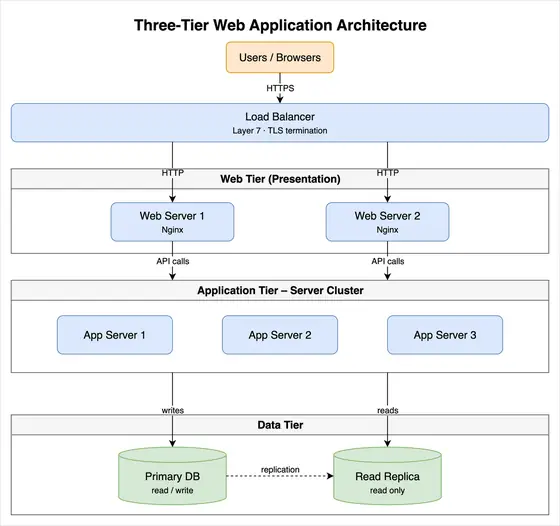 Three-Tier Web Application Architecture
Users / Browsers
HTTPS
Load Balancer
Layer 7 · TLS termination
HTTP
HTTP
Web Tier (Presentation)
Web Server 1
Nginx
Web Server 2
Nginx
API calls
API calls
Application Tier – Server Cluster
App Server 1
App Server 2
App Server 3
writes
reads
Data Tier
Primary DB
read / write
replication
Read Replica
read only